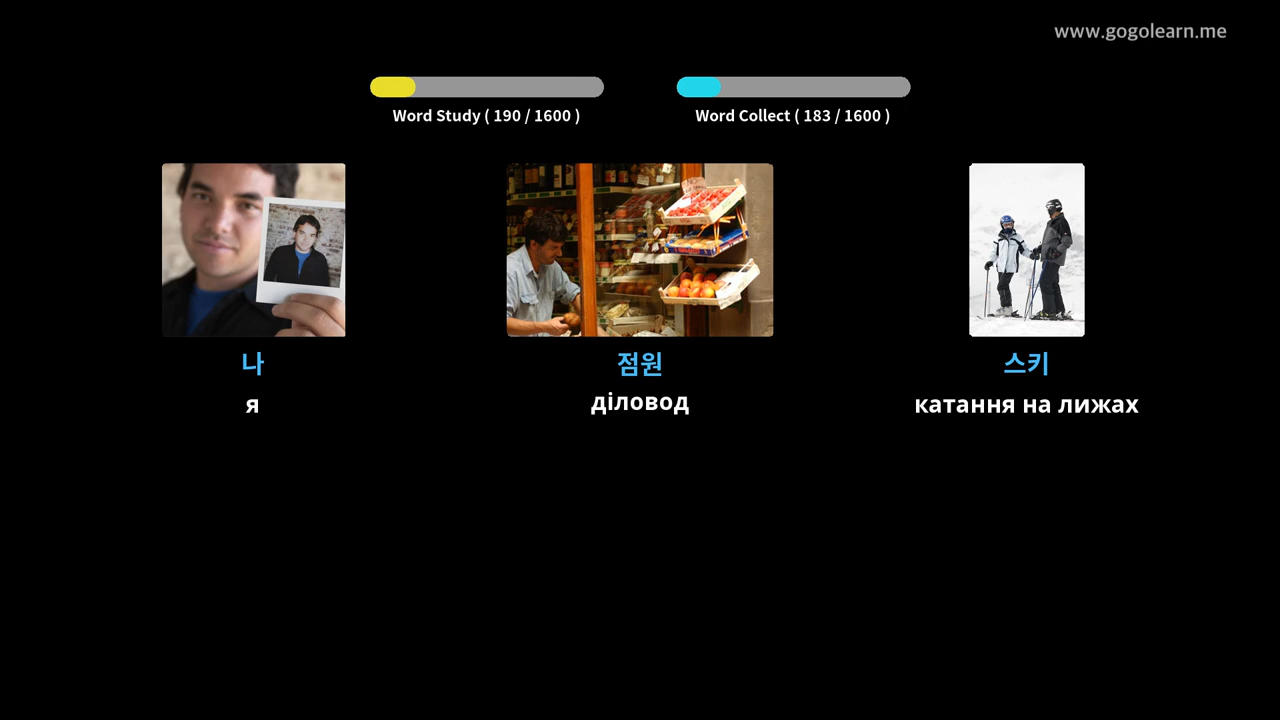 www.gogolearn.me
Word Study ( 190 / 1600 )
Word Collect ( 183 / 1600 )
나
점원
스키
я
діловод
катання на лижах